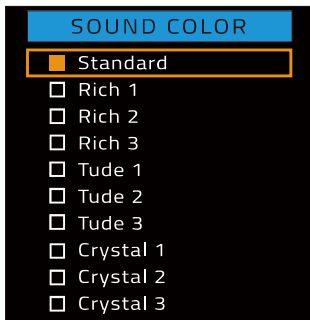 SOUND COLOR
Standard
Rich 1
Rich 2
Rich 3
Tude 1
Tude 2
Tude 3
Crystal 1
Crystal 2
Crystal 3